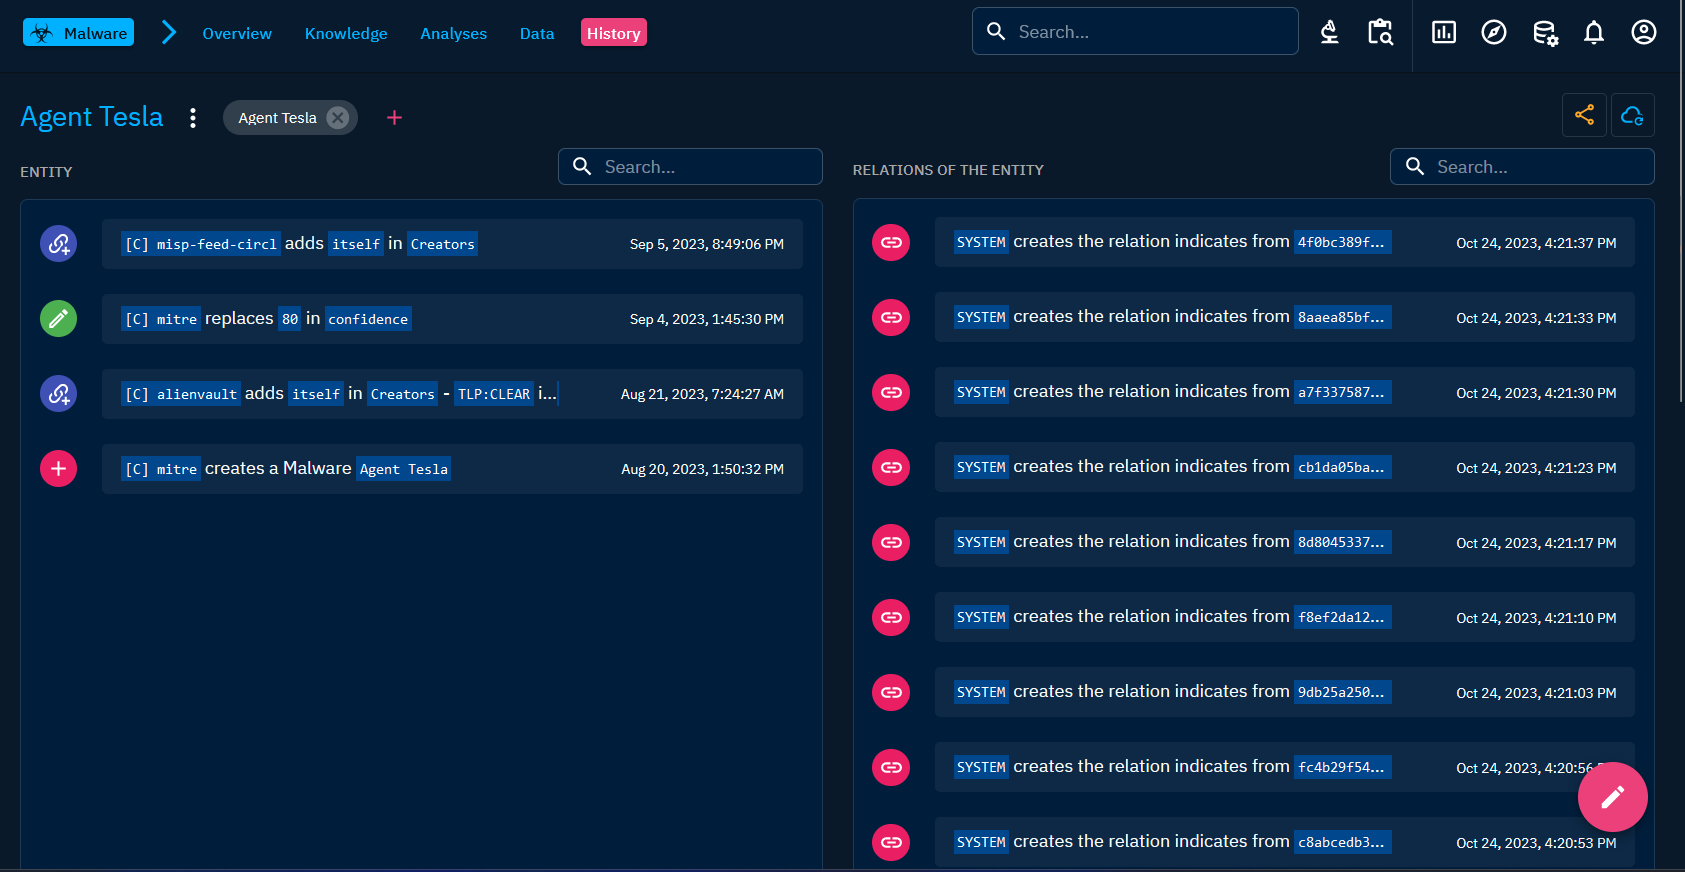 Malware Overview Knowledge Analyses Data History Search...
Agent Tesla Agent Tesla
ENTITY Search...
[C] misp-feed-circl adds itself in Creators Sep 5, 2023, 8:49:06 PM
[C] mitre replaces 80 in confidence Sep 4, 2023, 1:45:30 PM
[C] alienvault adds itself in Creators - TLP:CLEAR i... Aug 21, 2023, 7:24:27 AM
[C] mitre creates a Malware Agent Tesla Aug 20, 2023, 1:50:32 PM
RELATIONS OF THE ENTITY Search...
SYSTEM creates the relation indicates from 4f0bc389f... Oct 24, 2023, 4:21:37 PM
SYSTEM creates the relation indicates from 8aaea85bf... Oct 24, 2023, 4:21:33 PM
SYSTEM creates the relation indicates from a7f337587... Oct 24, 2023, 4:21:30 PM
SYSTEM creates the relation indicates from cb1da05ba... Oct 24, 2023, 4:21:23 PM
SYSTEM creates the relation indicates from 8d8045337... Oct 24, 2023, 4:21:17 PM
SYSTEM creates the relation indicates from f8ef2da12... Oct 24, 2023, 4:21:10 PM
SYSTEM creates the relation indicates from 9db25a250... Oct 24, 2023, 4:21:03 PM
SYSTEM creates the relation indicates from fc4b29f54... Oct 24, 2023, 4:20:56
SYSTEM creates the relation indicates from c8abcedb3... Oct 24, 2023, 4:20:53 PM